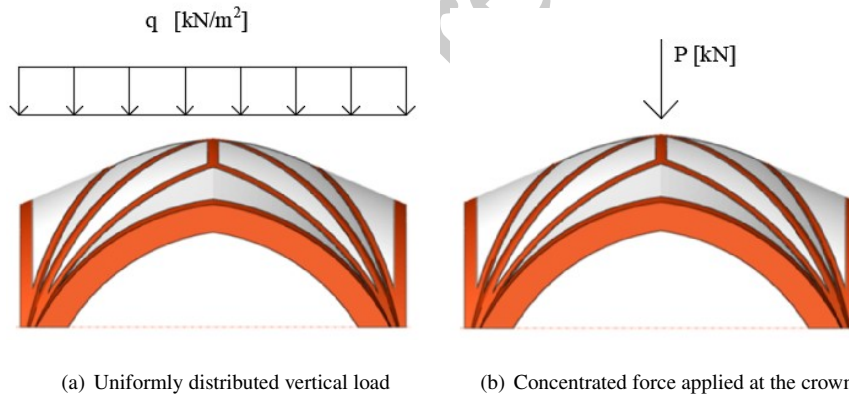 q [kN/m²]
P [kN]
(a) Uniformly distributed vertical load
(b) Concentrated force applied at the crown